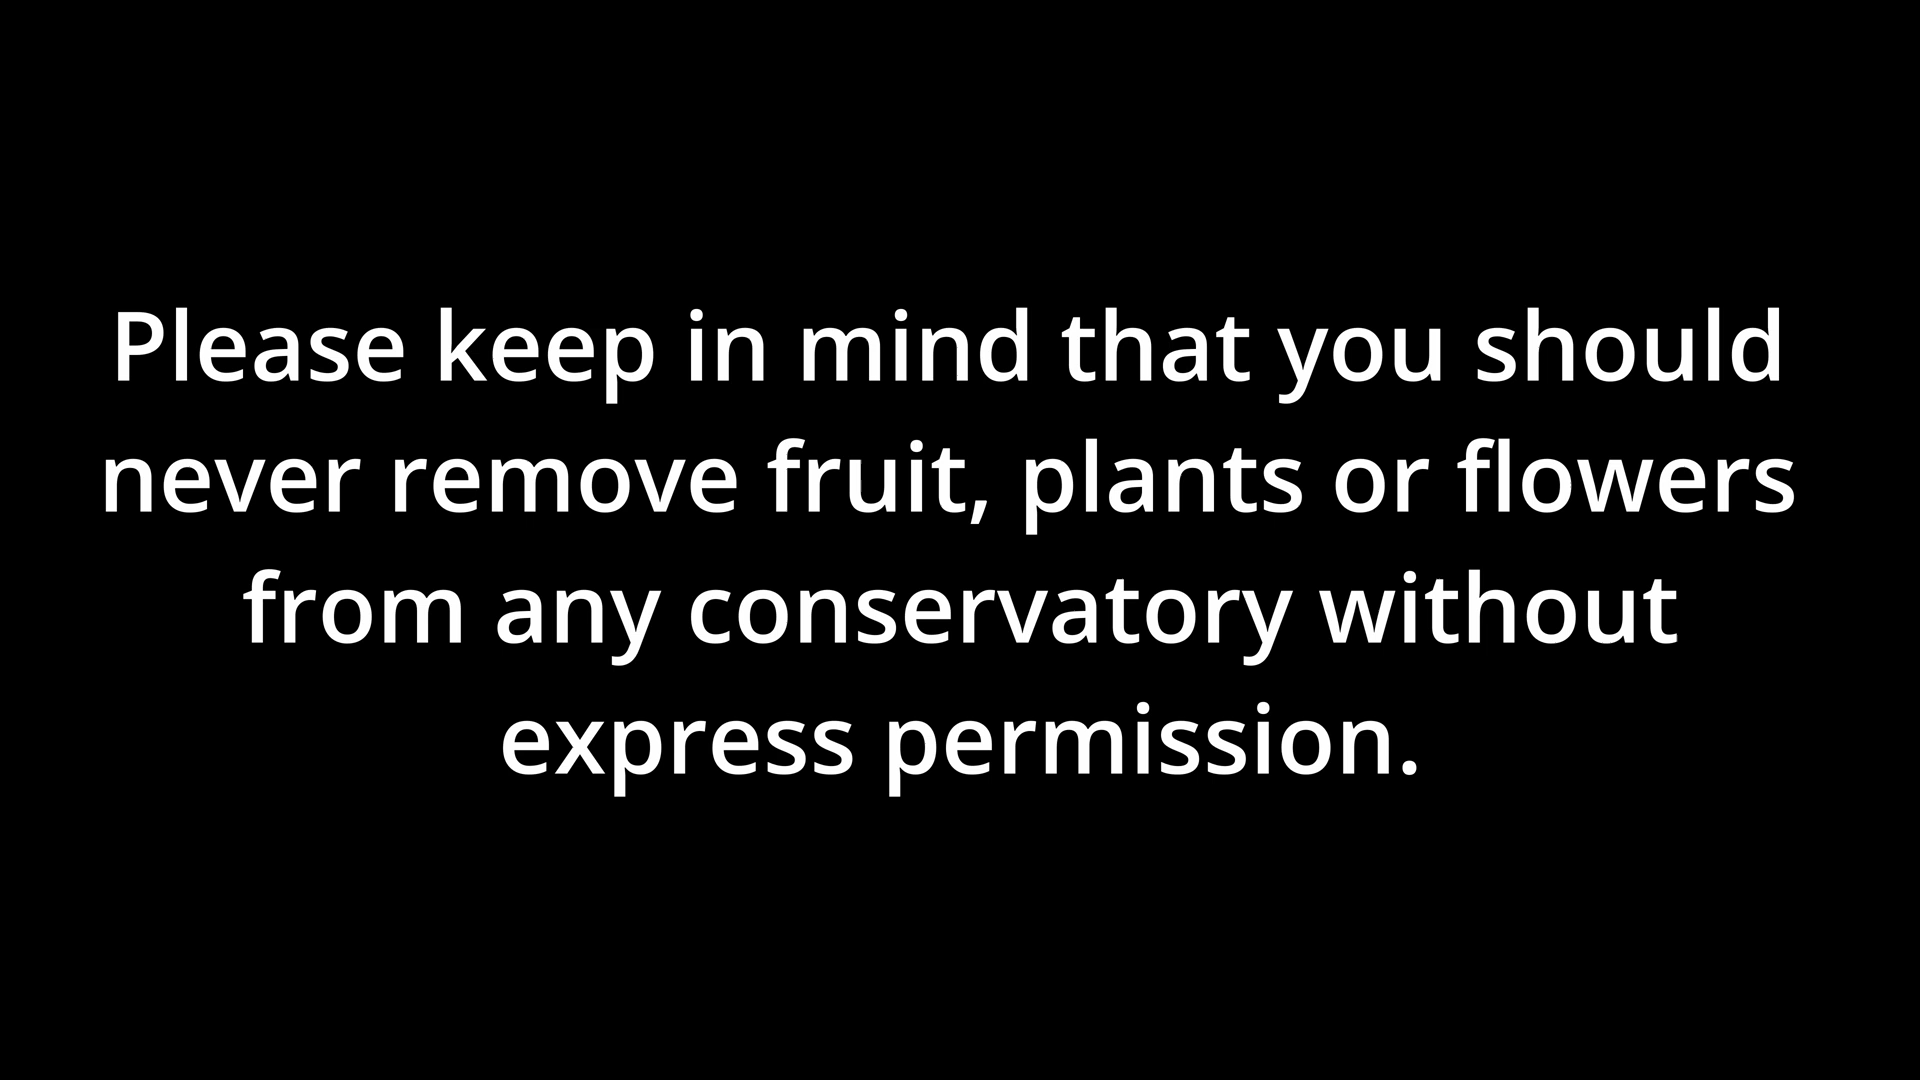 Please keep in mind that you should
never remove fruit, plants or flowers
from any conservatory without
express permission.